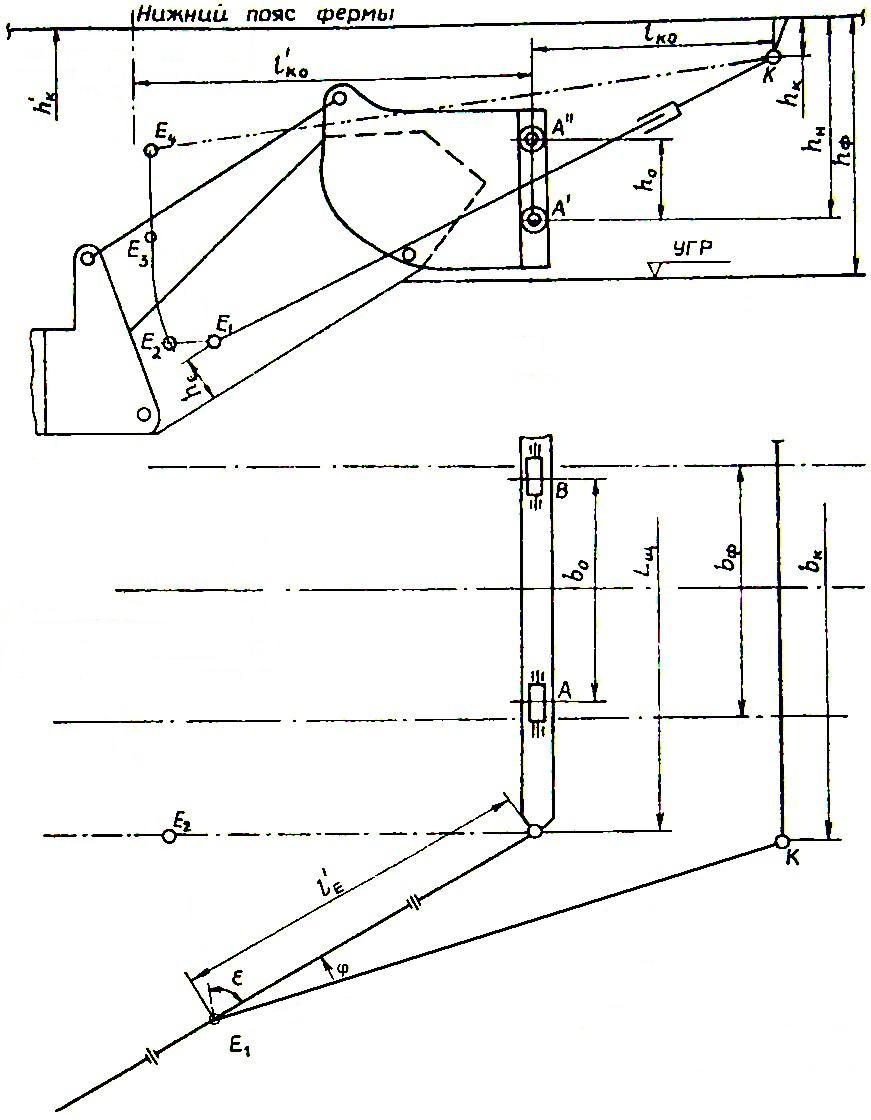 Нижний пояс фермы
l'ко
lко
h'к
K
hк
E4
A"
hн
hф
h0
E3
A'
УГР
E2
E1
B
b0
Lщ
bф
bк
A
E2
l'E
K
ε
φ
E1